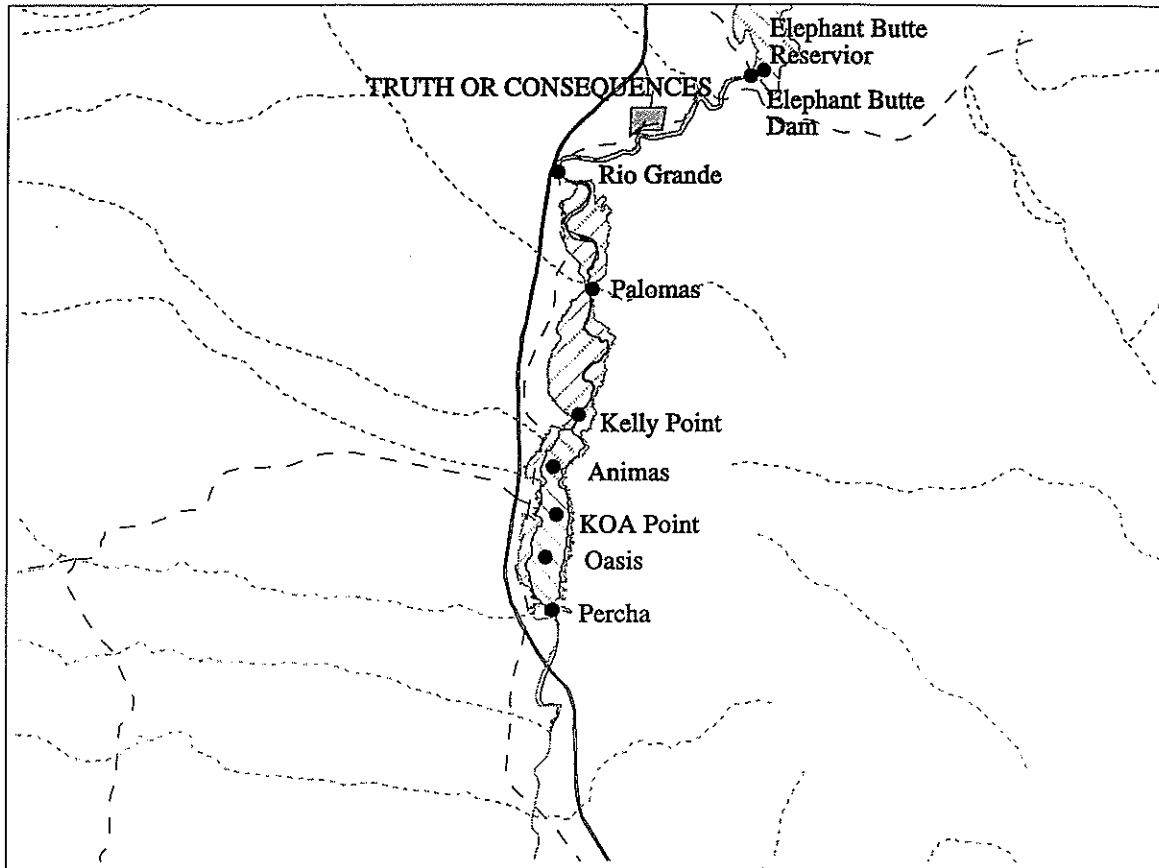 Elephant Butte
Reservior
TRUTH OR CONSEQUENCES
Elephant Butte
Dam
Rio Grande
Palomas
Kelly Point
Animas
KOA Point
Oasis
Percha